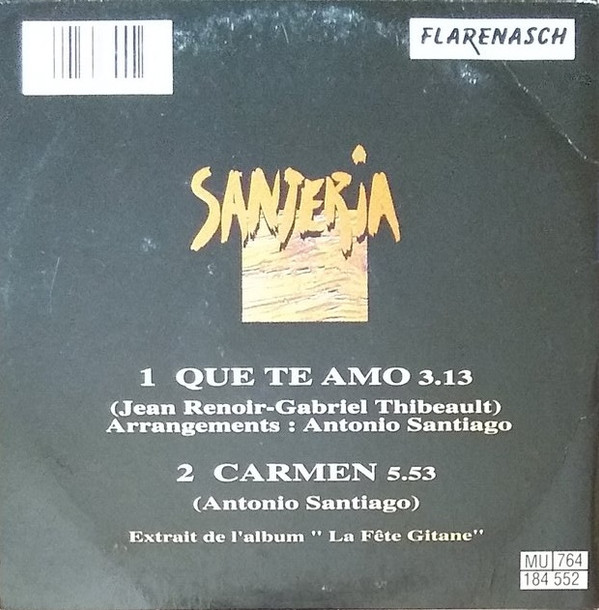 FLARENASCH
SANTERIA
1 QUE TE AMO 3.13
(Jean Renoir-Gabriel Thibeault)
Arrangements : Antonio Santiago
2 CARMEN 5.53
(Antonio Santiago)
Extrait de l'album " La Fête Gitane"
MU 764
184 552